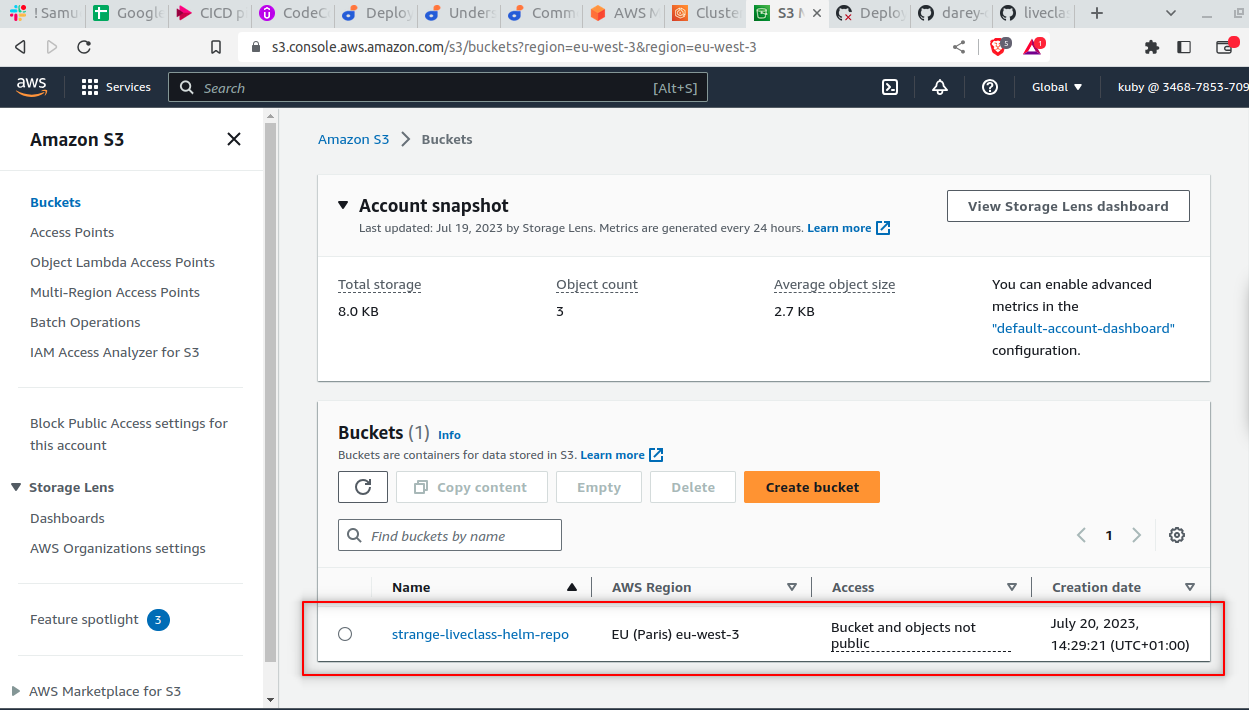 ! Samu
Google
CICD p
CodeC
Deploy
Unders
Comm
AWS M
Cluste
S3 M
Deploy
darey-
livecla
s3.console.aws.amazon.com/s3/buckets?region=eu-west-3&region=eu-west-3
5
1
aws
Services
Search
[Alt+S]
Global
kuby @ 3468-7853-709
Amazon S3
Buckets
Access Points
Object Lambda Access Points
Multi-Region Access Points
Batch Operations
IAM Access Analyzer for S3
Block Public Access settings for
this account
Storage Lens
Dashboards
AWS Organizations settings
Feature spotlight 3
AWS Marketplace for S3
Amazon S3 > Buckets
Account snapshot
View Storage Lens dashboard
Last updated: Jul 19, 2023 by Storage Lens. Metrics are generated every 24 hours. Learn more
Total storage
8.0 KB
Object count
3
Average object size
2.7 KB
You can enable advanced
metrics in the
"default-account-dashboard"
configuration.
Buckets (1) Info
Buckets are containers for data stored in S3. Learn more
Copy content
Empty
Delete
Create bucket
Find buckets by name
1
Name
AWS Region
Access
Creation date
strange-liveclass-helm-repo
EU (Paris) eu-west-3
Bucket and objects not
public
July 20, 2023,
14:29:21 (UTC+01:00)